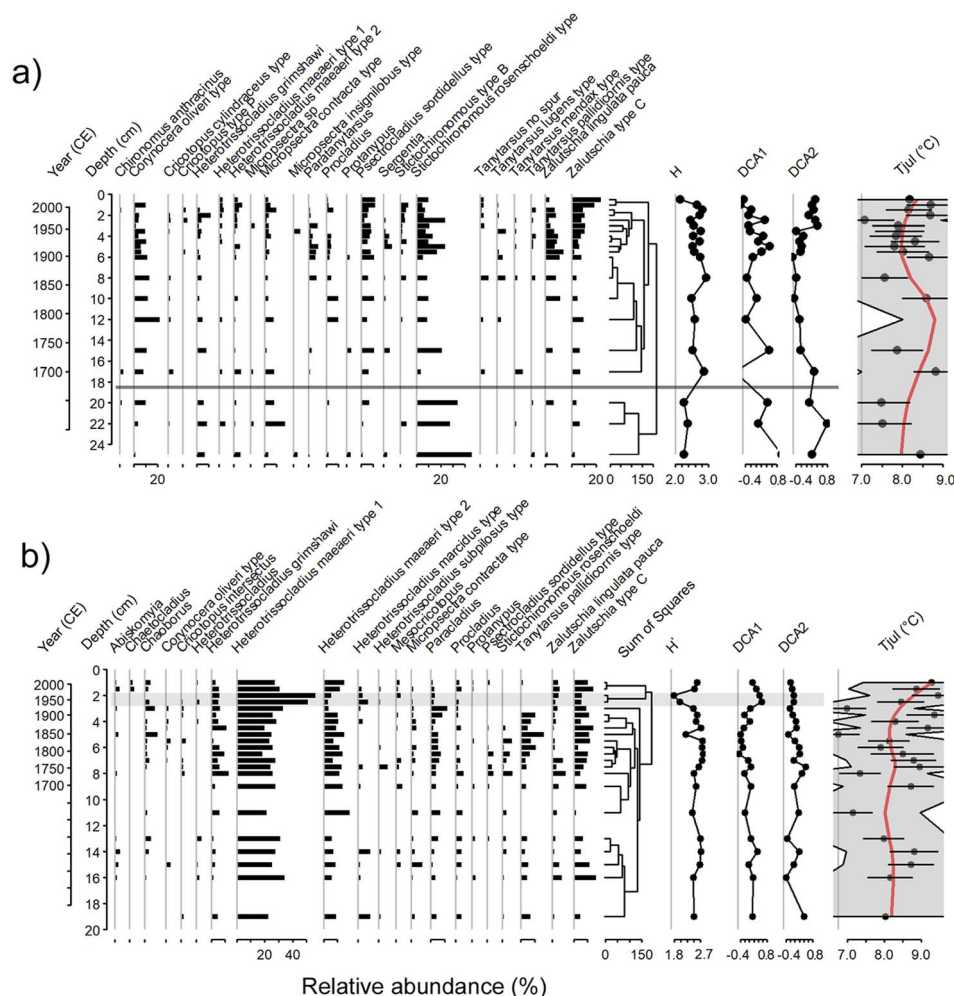 a)
Year (CE)
Depth (cm)
Chironomus anthracinus
Corynocera oliveri type
Cricotopus cylindraceus type
Cricotopus type P
Heterotrissocladius grimshawi
Heterotrissocladius maeaeri type 1
Heterotrissocladius maeaeri type 2
Micropsectra sp
Micropsectra contracta type
Micropsectra insignilobus type
Paratanytarsus
Procladius
Protanypus
Psectrocladius sordidellus type
Sergentia
Stictochironomus type B
Stictochironomus rosenschoeldi type
Tanytarsus no spur
Tanytarsus lugens type
Tanytarsus mendax type
Tanytarsus pallidicornis type
Zalutschia lingulata pauca
Zalutschia type C
H
DCA1
DCA2
Tjul (°C)
2000
1950
1900
1850
1800
1750
1700
0
2
4
6
8
10
12
14
16
18
20
22
24
20 20 20 0 150 2.0 3.0 -0.4 0.8 -0.4 0.8 7.0 8.0 9.0
b)
Year (CE)
Depth (cm)
Abiskomyia
Chaetocladius
Chaoborus
Corynocera oliveri type
Cricotopus intersectus
Heterotrissocladius
Heterotrissocladius grimshawi
Heterotrissocladius maeaeri type 1
Heterotrissocladius maeaeri type 2
Heterotrissocladius marcidus type
Heterotrissocladius subpilosus type
Mesocricotopus
Micropsectra contracta type
Paracladius
Procladius
Protanypus
Psectrocladius sordidellus type
Stictochironomous rosenschoeldi
Tanytarsus pallidicornis type
Zalutschia lingulata pauca
Zalutschia type C
Sum of Squares
H'
DCA1
DCA2
Tjul (°C)
2000
1950
1900
1850
1800
1750
1700
0
2
4
6
8
10
12
14
16
18
20
20 40 0 150 1.8 2.7 -0.4 0.8 -0.4 0.8 7.0 8.0 9.0
Relative abundance (%)